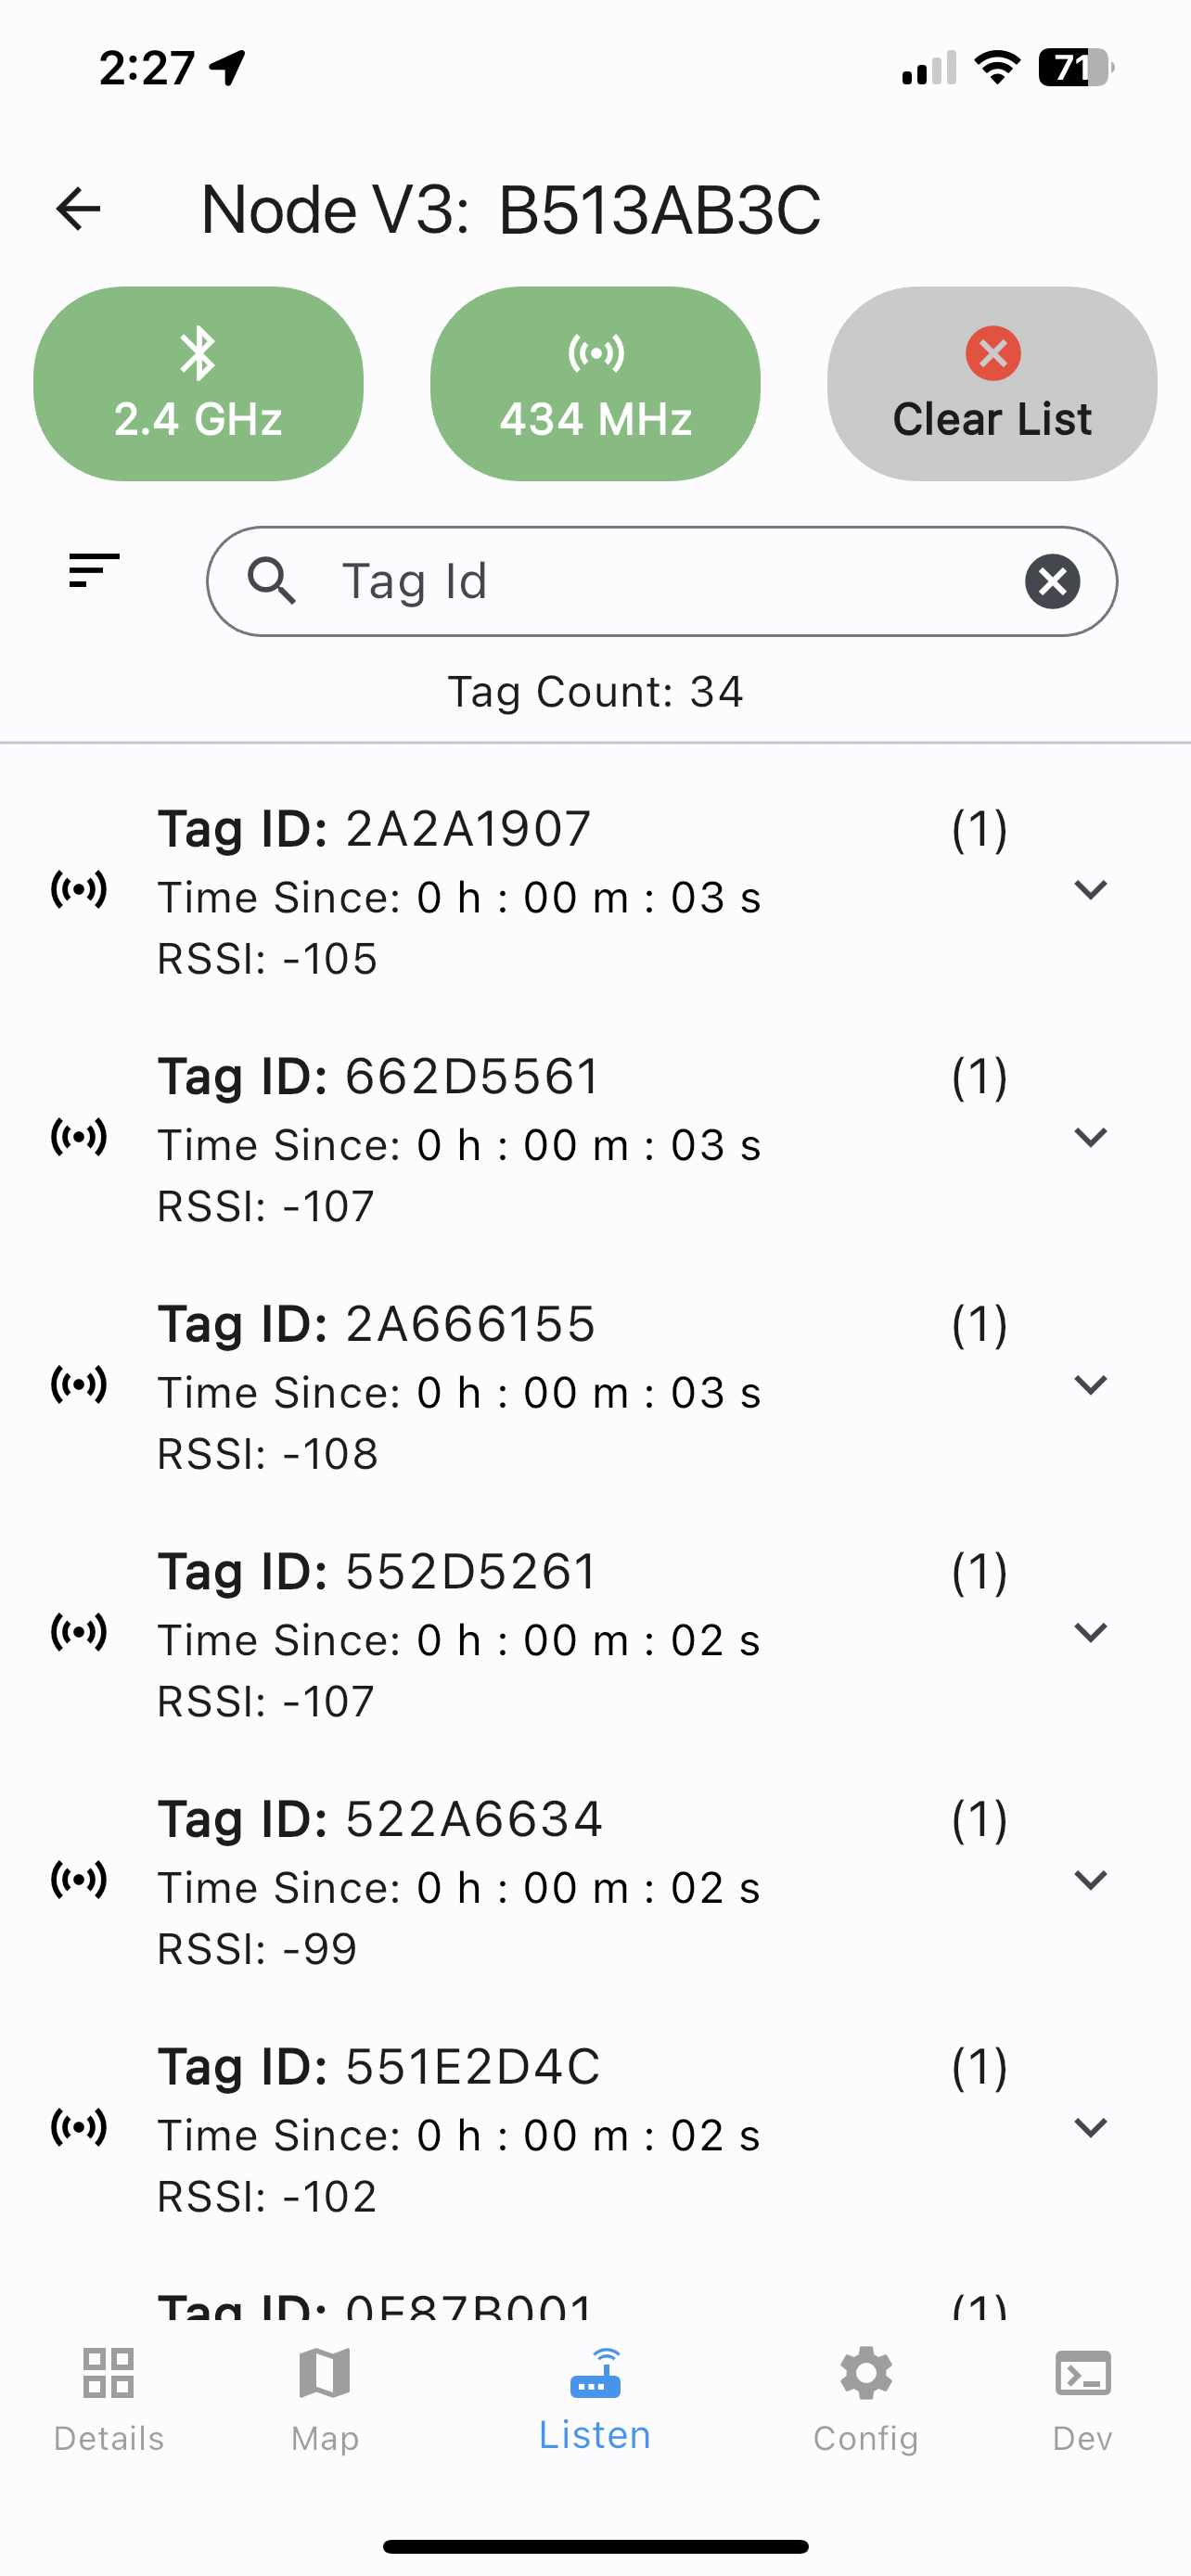 2:27
71
Node V3: B513AB3C
2.4 GHz
434 MHz
Clear List
Tag Id
Tag Count: 34
Tag ID: 2A2A1907 (1)
Time Since: 0 h : 00 m : 03 s
RSSI: -105
Tag ID: 662D5561 (1)
Time Since: 0 h : 00 m : 03 s
RSSI: -107
Tag ID: 2A666155 (1)
Time Since: 0 h : 00 m : 03 s
RSSI: -108
Tag ID: 552D5261 (1)
Time Since: 0 h : 00 m : 02 s
RSSI: -107
Tag ID: 522A6634 (1)
Time Since: 0 h : 00 m : 02 s
RSSI: -99
Tag ID: 551E2D4C (1)
Time Since: 0 h : 00 m : 02 s
RSSI: -102
Tag ID: (1)
Details
Map
Listen
Config
Dev